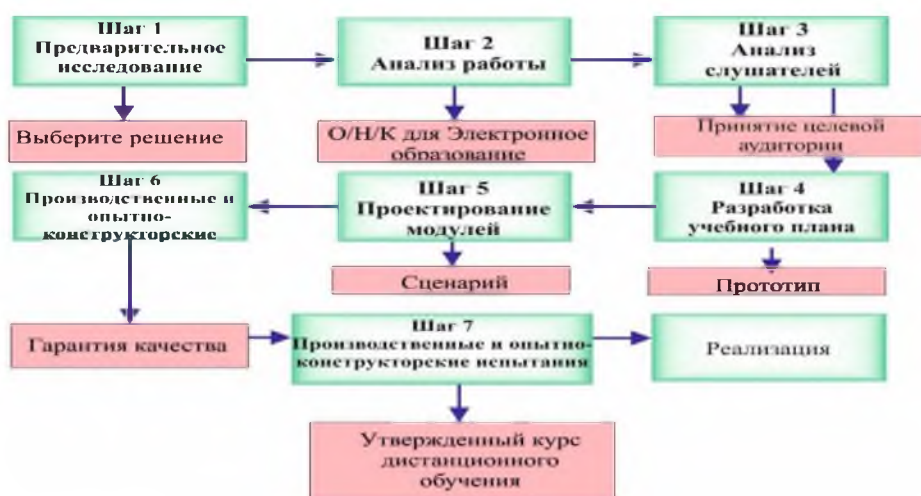 Шаг 1
Предварительное
исследование
Шаг 2
Анализ работы
Шаг 3
Анализ
слушателей
Выберите решение
О/Н/К для Электронное
образование
Принятие целевой
аудитории
Шаг 6
Производственные и
опытно-
конструкторские
Шаг 5
Проектирование
модулей
Шаг 4
Разработка
учебного плана
Сценарий
Прототип
Гарантия качества
Шаг 7
Производственные и опытно-
конструкторские испытания
Реализация
Утвержденный курс
дистанционного
обучения